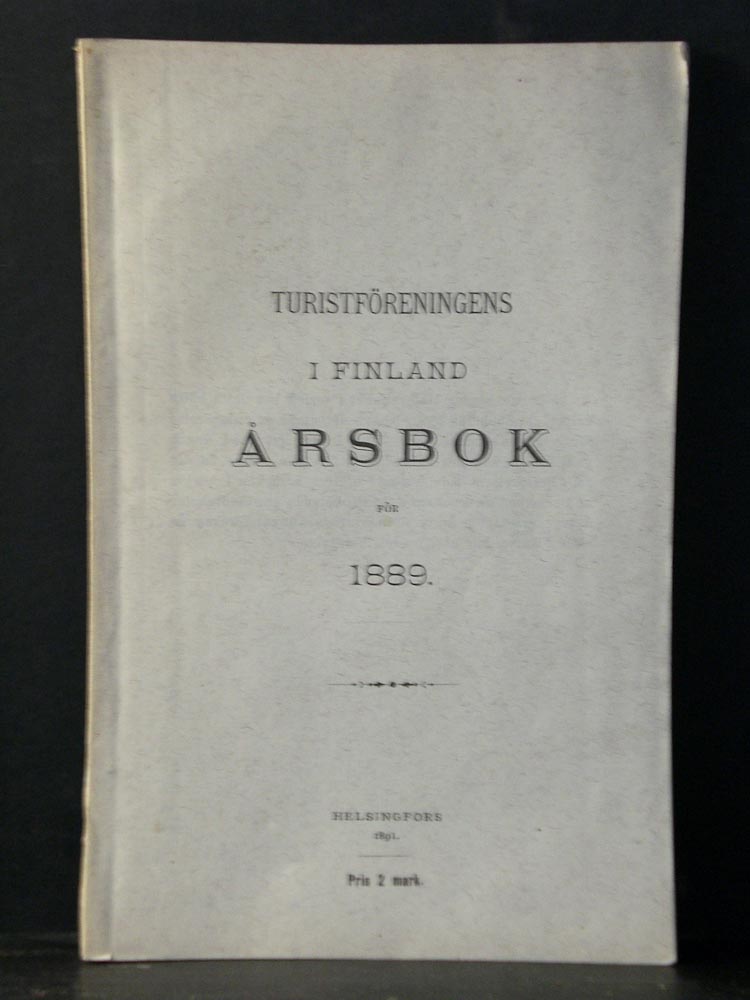 TURISTFÖRENINGENS
I FINLAND
ÅRSBOK
FÖR
1889.
HELSINGFORS
1891.
Pris 2 mark.